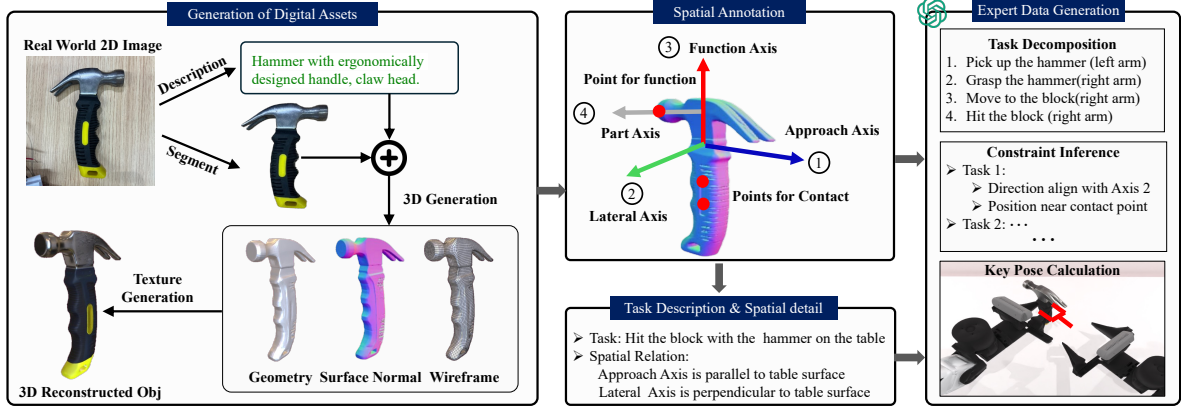 Generation of Digital Assets
Real World 2D Image
Description
Hammer with ergonomically
designed handle, claw head.
Segment
3D Generation
Texture
Generation
Geometry Surface Normal Wireframe
3D Reconstructed Obj
Spatial Annotation
3
Function Axis
Point for function
4
Part Axis
Approach Axis
1
2
Lateral Axis
Points for Contact
Task Description & Spatial detail
➢ Task: Hit the block with the hammer on the table
➢ Spatial Relation:
Approach Axis is parallel to table surface
Lateral Axis is perpendicular to table surface
Expert Data Generation
Task Decomposition
1. Pick up the hammer (left arm)
2. Grasp the hammer(right arm)
3. Move to the block(right arm)
4. Hit the block (right arm)
Constraint Inference
➢ Task 1:
➢ Direction align with Axis 2
➢ Position near contact point
➢ Task 2: ···
···
Key Pose Calculation